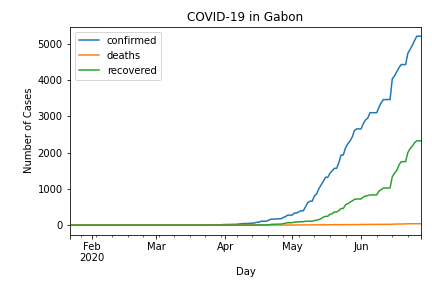 COVID-19 in Gabon
confirmed
deaths
recovered
Number of Cases
5000
4000
3000
2000
1000
0
Feb
2020
Mar
Apr
May
Jun
Day